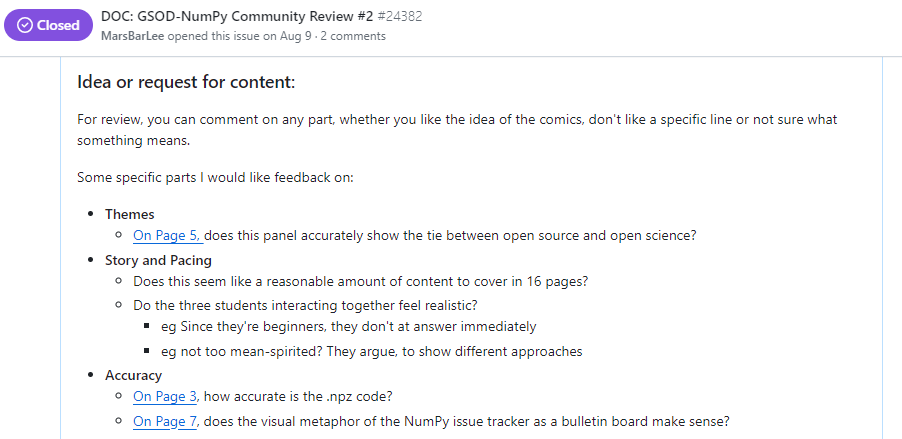 Closed
DOC: GSOD-NumPy Community Review #2 #24382
MarsBarLee opened this issue on Aug 9 · 2 comments
Idea or request for content:
For review, you can comment on any part, whether you like the idea of the comics, don't like a specific line or not sure what
something means.
Some specific parts I would like feedback on:
• Themes
◦ On Page 5, does this panel accurately show the tie between open source and open science?
• Story and Pacing
◦ Does this seem like a reasonable amount of content to cover in 16 pages?
◦ Do the three students interacting together feel realistic?
▪ eg Since they're beginners, they don't at answer immediately
▪ eg not too mean-spirited? They argue, to show different approaches
• Accuracy
◦ On Page 3, how accurate is the .npz code?
◦ On Page 7, does the visual metaphor of the NumPy issue tracker as a bulletin board make sense?